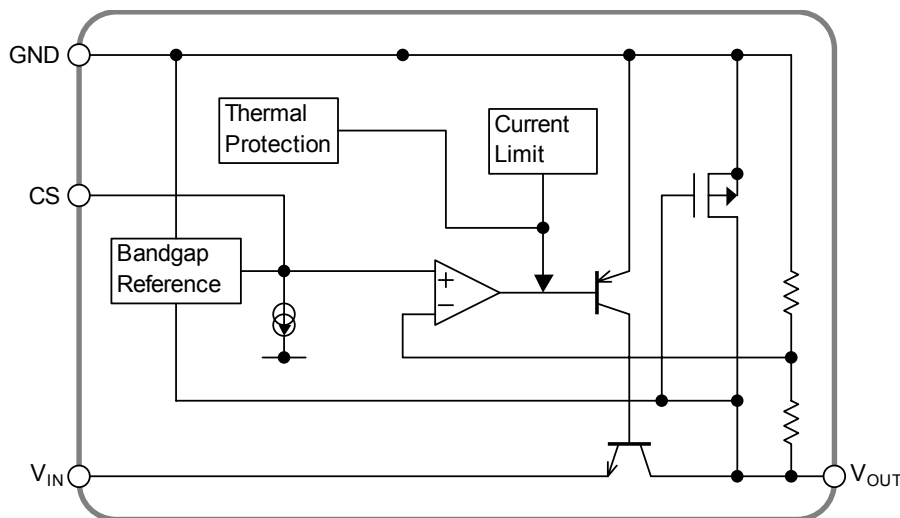 GND
Thermal
Protection
Current
Limit
CS
Bandgap
Reference
+
−
VIN
VOUT